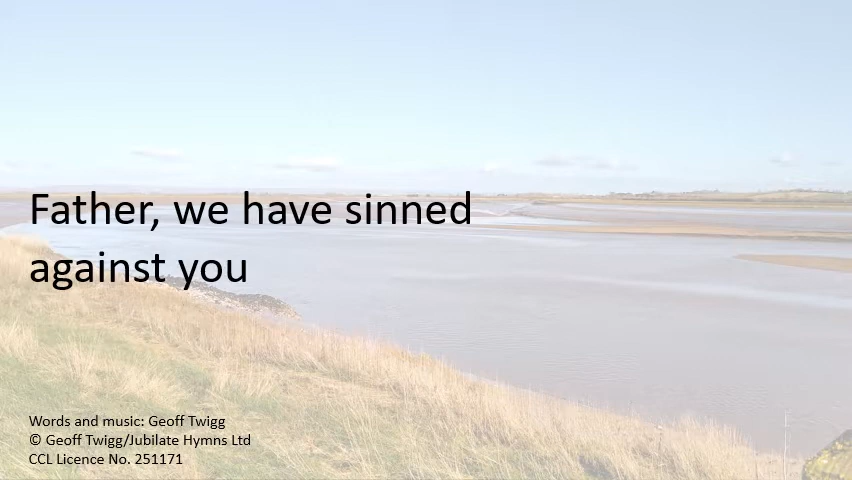 Father, we have sinned
against you
Words and music: Geoff Twigg
© Geoff Twigg/Jubilate Hymns Ltd
CCL Licence No. 251171